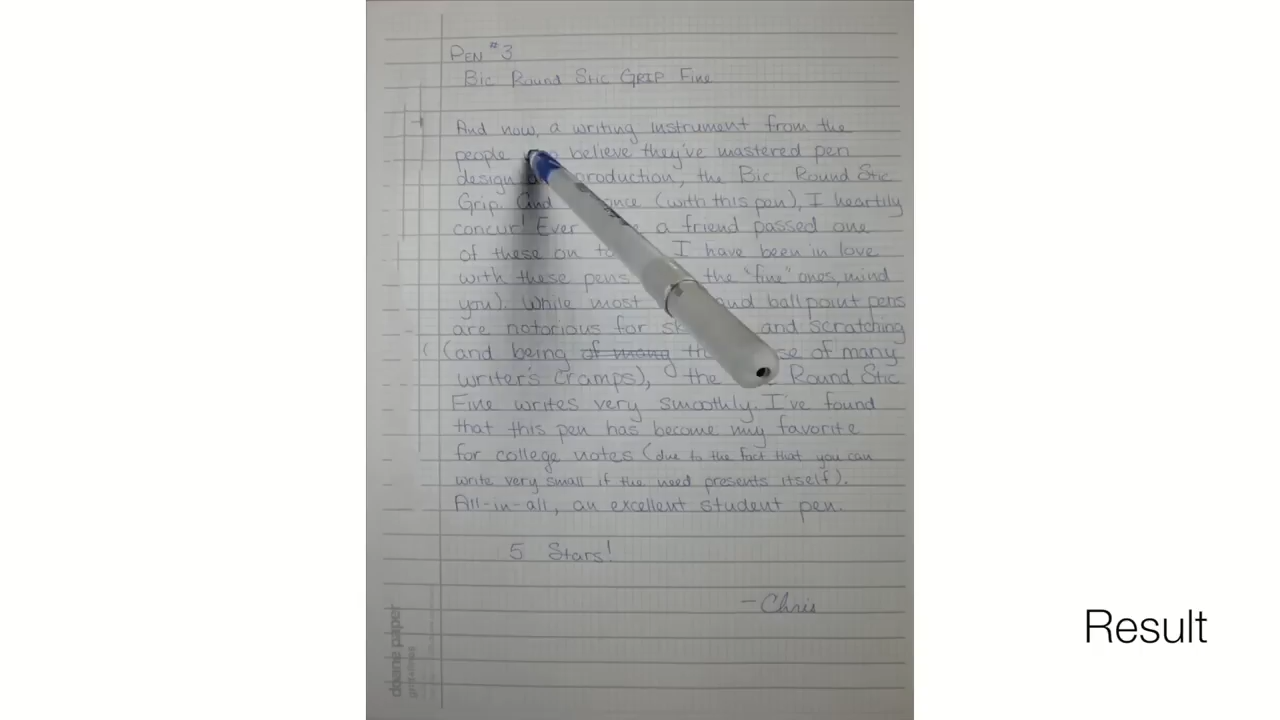 Pen #3
Bic Round Stic Grip Fine
And now, a writing instrument from the
people believe they've mastered pen
design production, the Bic Round Stic
Grip. And (with this pen), I heartily
concur! Ever a friend passed one
of these on I have been in love
with these pens the "fine" ones, mind
you). While most ballpoint pens
are notorious for and scratching
(and being of many of many
writer's cramps), the Round Stic
Fine writes very smoothly. I've found
that this pen has become my favorite
for college notes (due to the fact that you can
write very small if the need presents itself).
All-in-all, an excellent student pen.
5 Stars!
- Chris
doane paper
Result